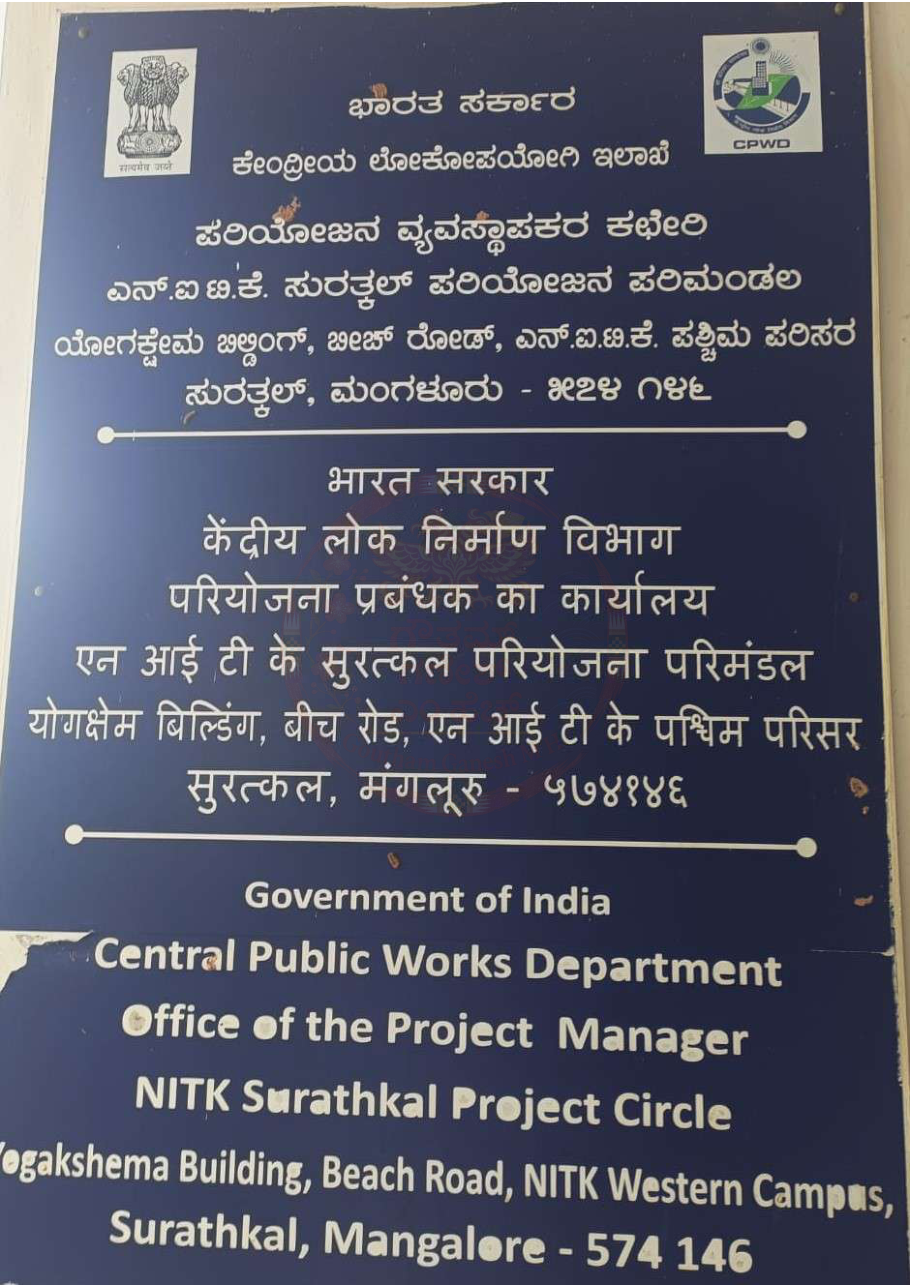 सत्यमेव जयते
CPWD
ಭಾರತ ಸರ್ಕಾರ
ಕೇಂದ್ರೀಯ ಲೋಕೋಪಯೋಗಿ ಇಲಾಖೆ
ಪರಿಯೋಜನ ವ್ಯವಸ್ಥಾಪಕರ ಕಛೇರಿ
ಎನ್.ಐ.ಟಿ.ಕೆ. ಸುರತ್ಕಲ್ ಪರಿಯೋಜನ ಪರಿಮಂಡಲ
ಯೋಗಕ್ಷೇಮ ಬಿಲ್ಡಿಂಗ್, ಬೀಚ್ ರೋಡ್, ಎನ್.ಐ.ಟಿ.ಕೆ. ಪಶ್ಚಿಮ ಪರಿಸರ
ಸುರತ್ಕಲ್, ಮಂಗಳೂರು - ೫೭೪ ೧೪೬
भारत सरकार
केंद्रीय लोक निर्माण विभाग
परियोजना प्रबंधक का कार्यालय
एन आई टी के सुरत्कल परियोजना परिमंडल
योगक्षेम बिल्डिंग, बीच रोड, एन आई टी के पश्चिम परिसर
सुरत्कल, मंगलूरु - ५७४१४६
Government of India
Central Public Works Department
Office of the Project Manager
NITK Surathkal Project Circle
Yogakshema Building, Beach Road, NITK Western Campus,
Surathkal, Mangalore - 574 146